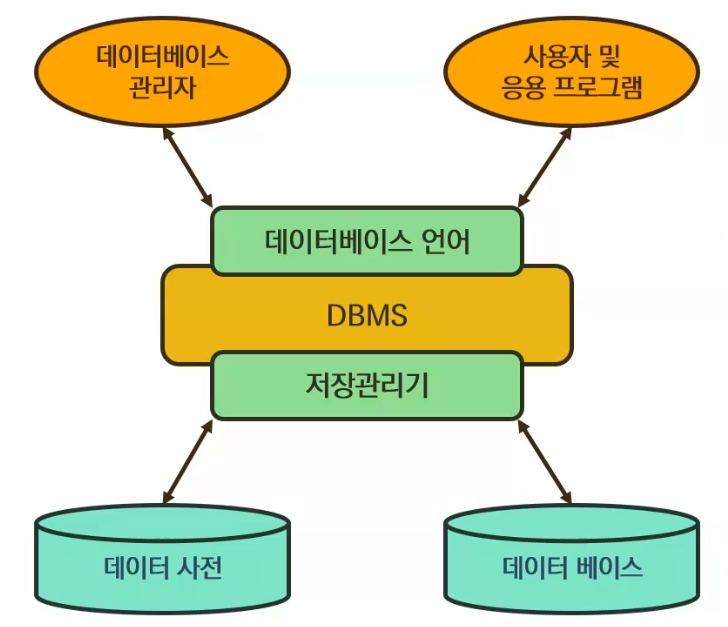 데이터베이스
관리자
사용자 및
응용 프로그램
데이터베이스 언어
DBMS
저장관리기
데이터 사전
데이터 베이스